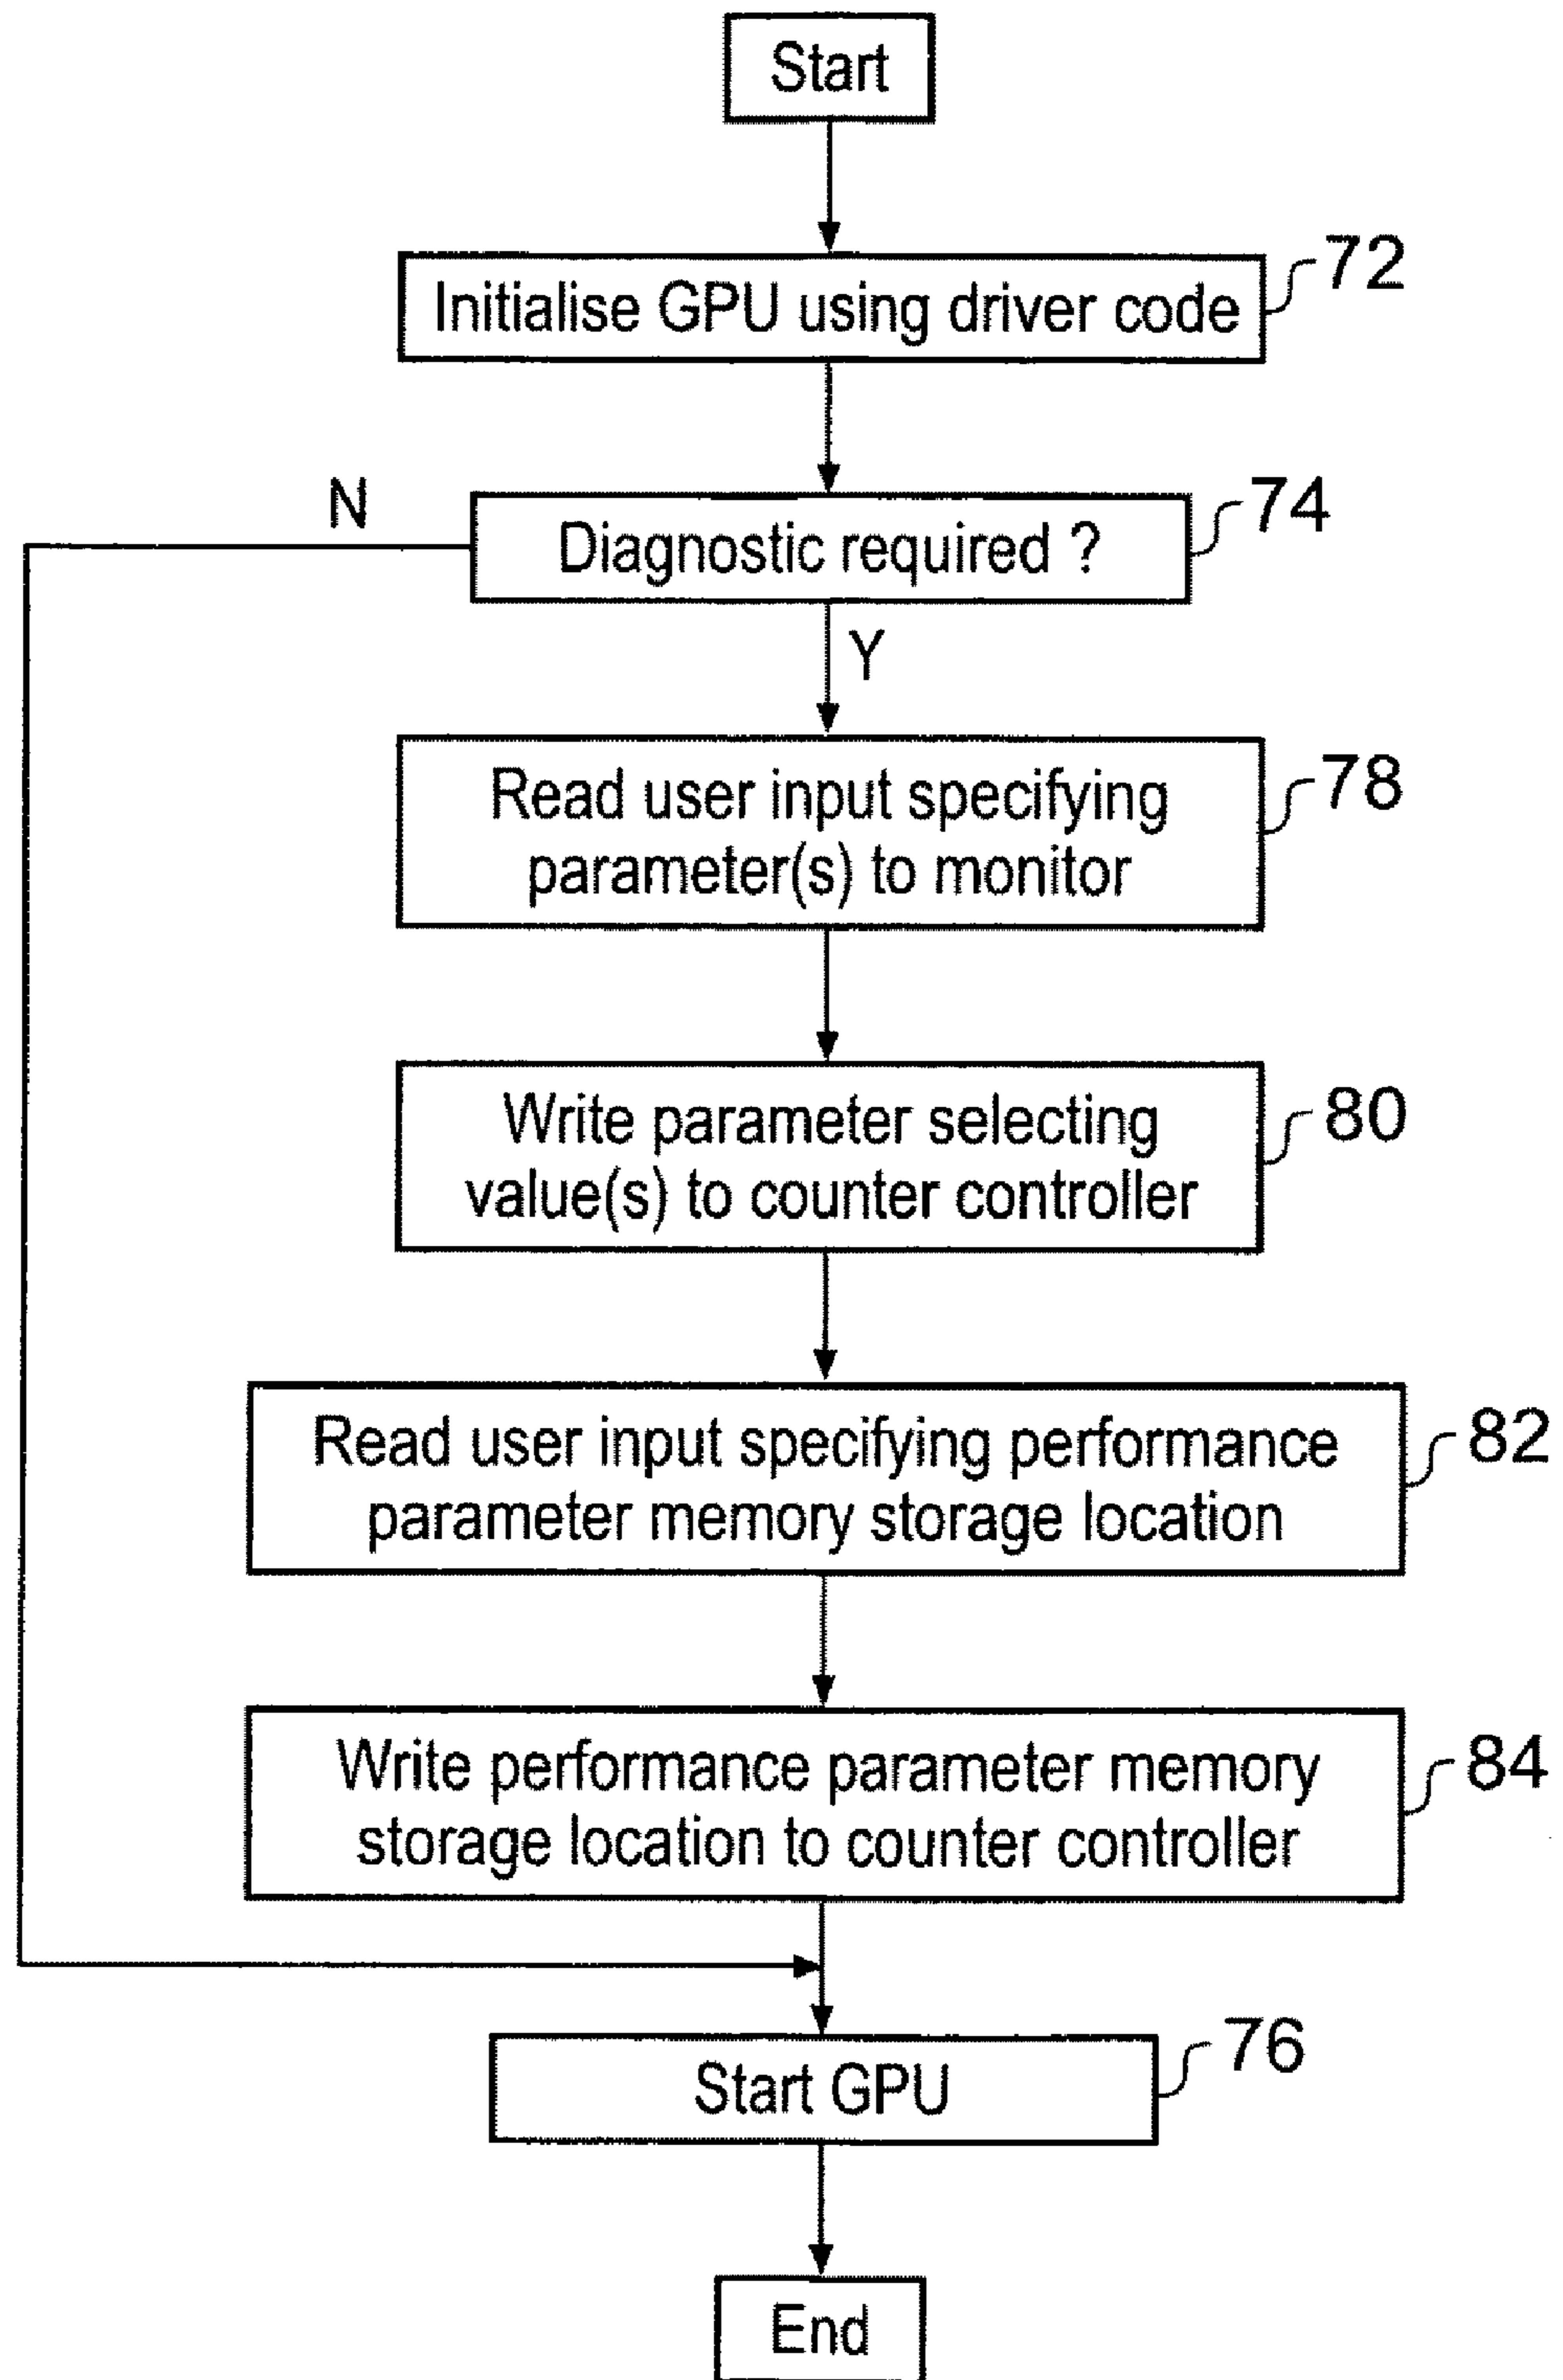 Start
Initialise GPU using driver code
72
N
Diagnostic required ?
74
Y
Read user input specifying
parameter(s) to monitor
78
Write parameter selecting
value(s) to counter controller
80
Read user input specifying performance
parameter memory storage location
82
Write performance parameter memory
storage location to counter controller
84
Start GPU
76
End